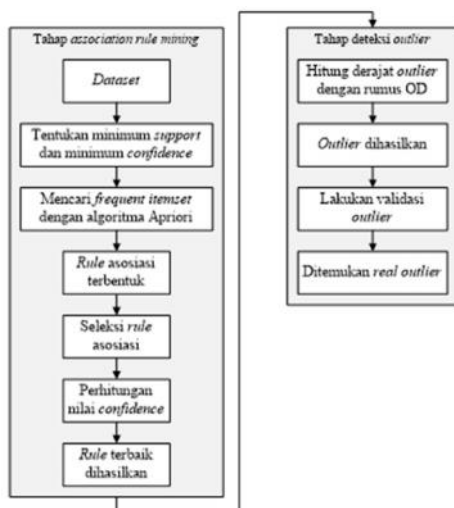 Tahap association rule mining
Dataset
Tentukan minimum support
dan minimum confidence
Mencari frequent itemset
dengan algoritma Apriori
Rule asosiasi
terbentuk
Seleksi rule
asosiasi
Perhitungan
nilai confidence
Rule terbaik
dihasilkan
Tahap deteksi outlier
Hitung derajat outlier
dengan rumus OD
Outlier dihasilkan
Lakukan validasi
outlier
Ditemukan real outlier